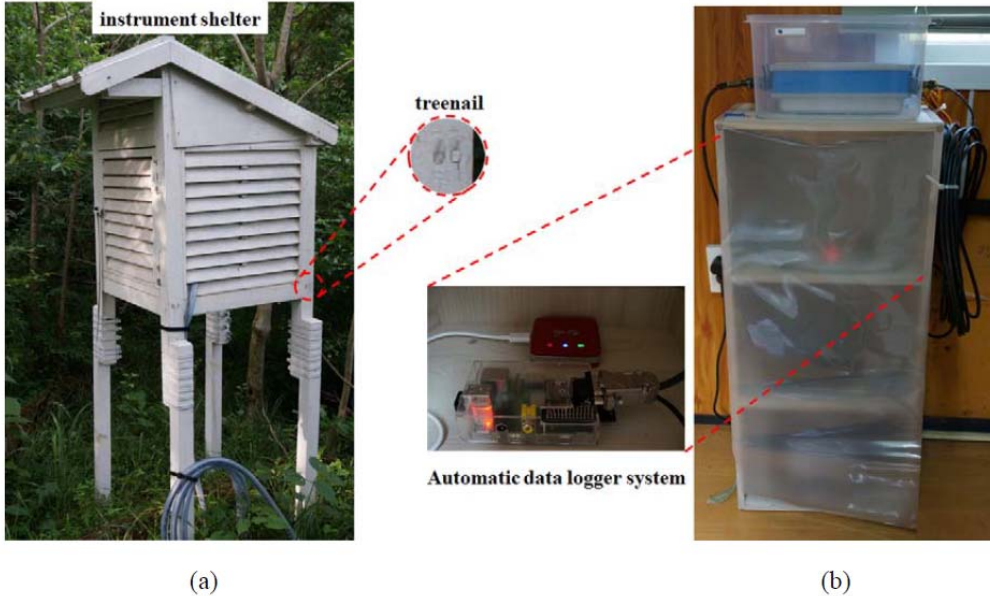 instrument shelter
treenail
Automatic data logger system
(a)
(b)